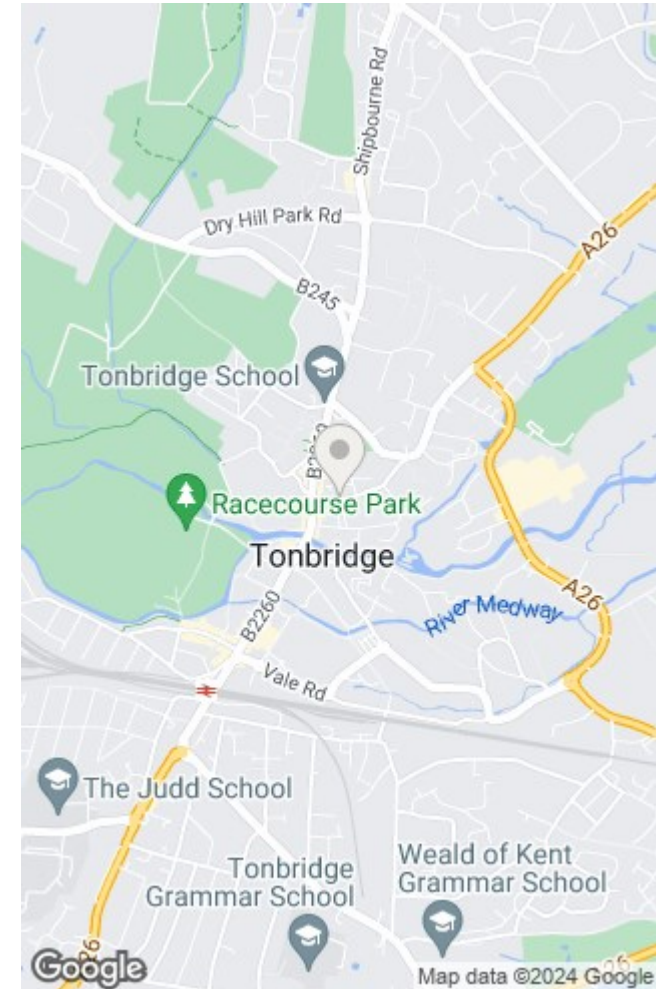 Shipbourne Rd
Dry Hill Park Rd
A26
B245
Tonbridge School
Racecourse Park
Tonbridge
A26
River Medway
B2260
Vale Rd
The Judd School
Tonbridge
Grammar School
Weald of Kent
Grammar School
Google
Map data ©2024 Google